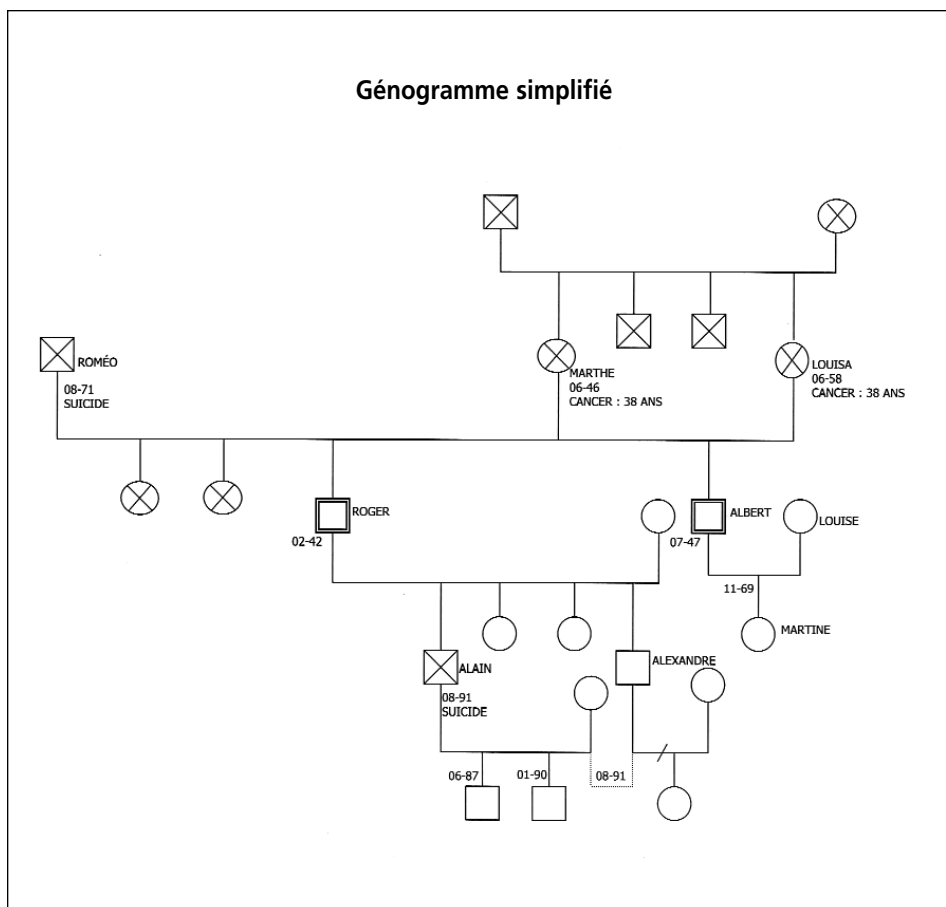 Génogramme simplifié
ROMÉO
08-71
SUICIDE
MARTHE
06-46
CANCER : 38 ANS
LOUISA
06-58
CANCER : 38 ANS
ROGER
02-42
ALBERT
07-47
LOUISE
11-69
MARTINE
ALAIN
08-91
SUICIDE
ALEXANDRE
06-87
01-90
08-91